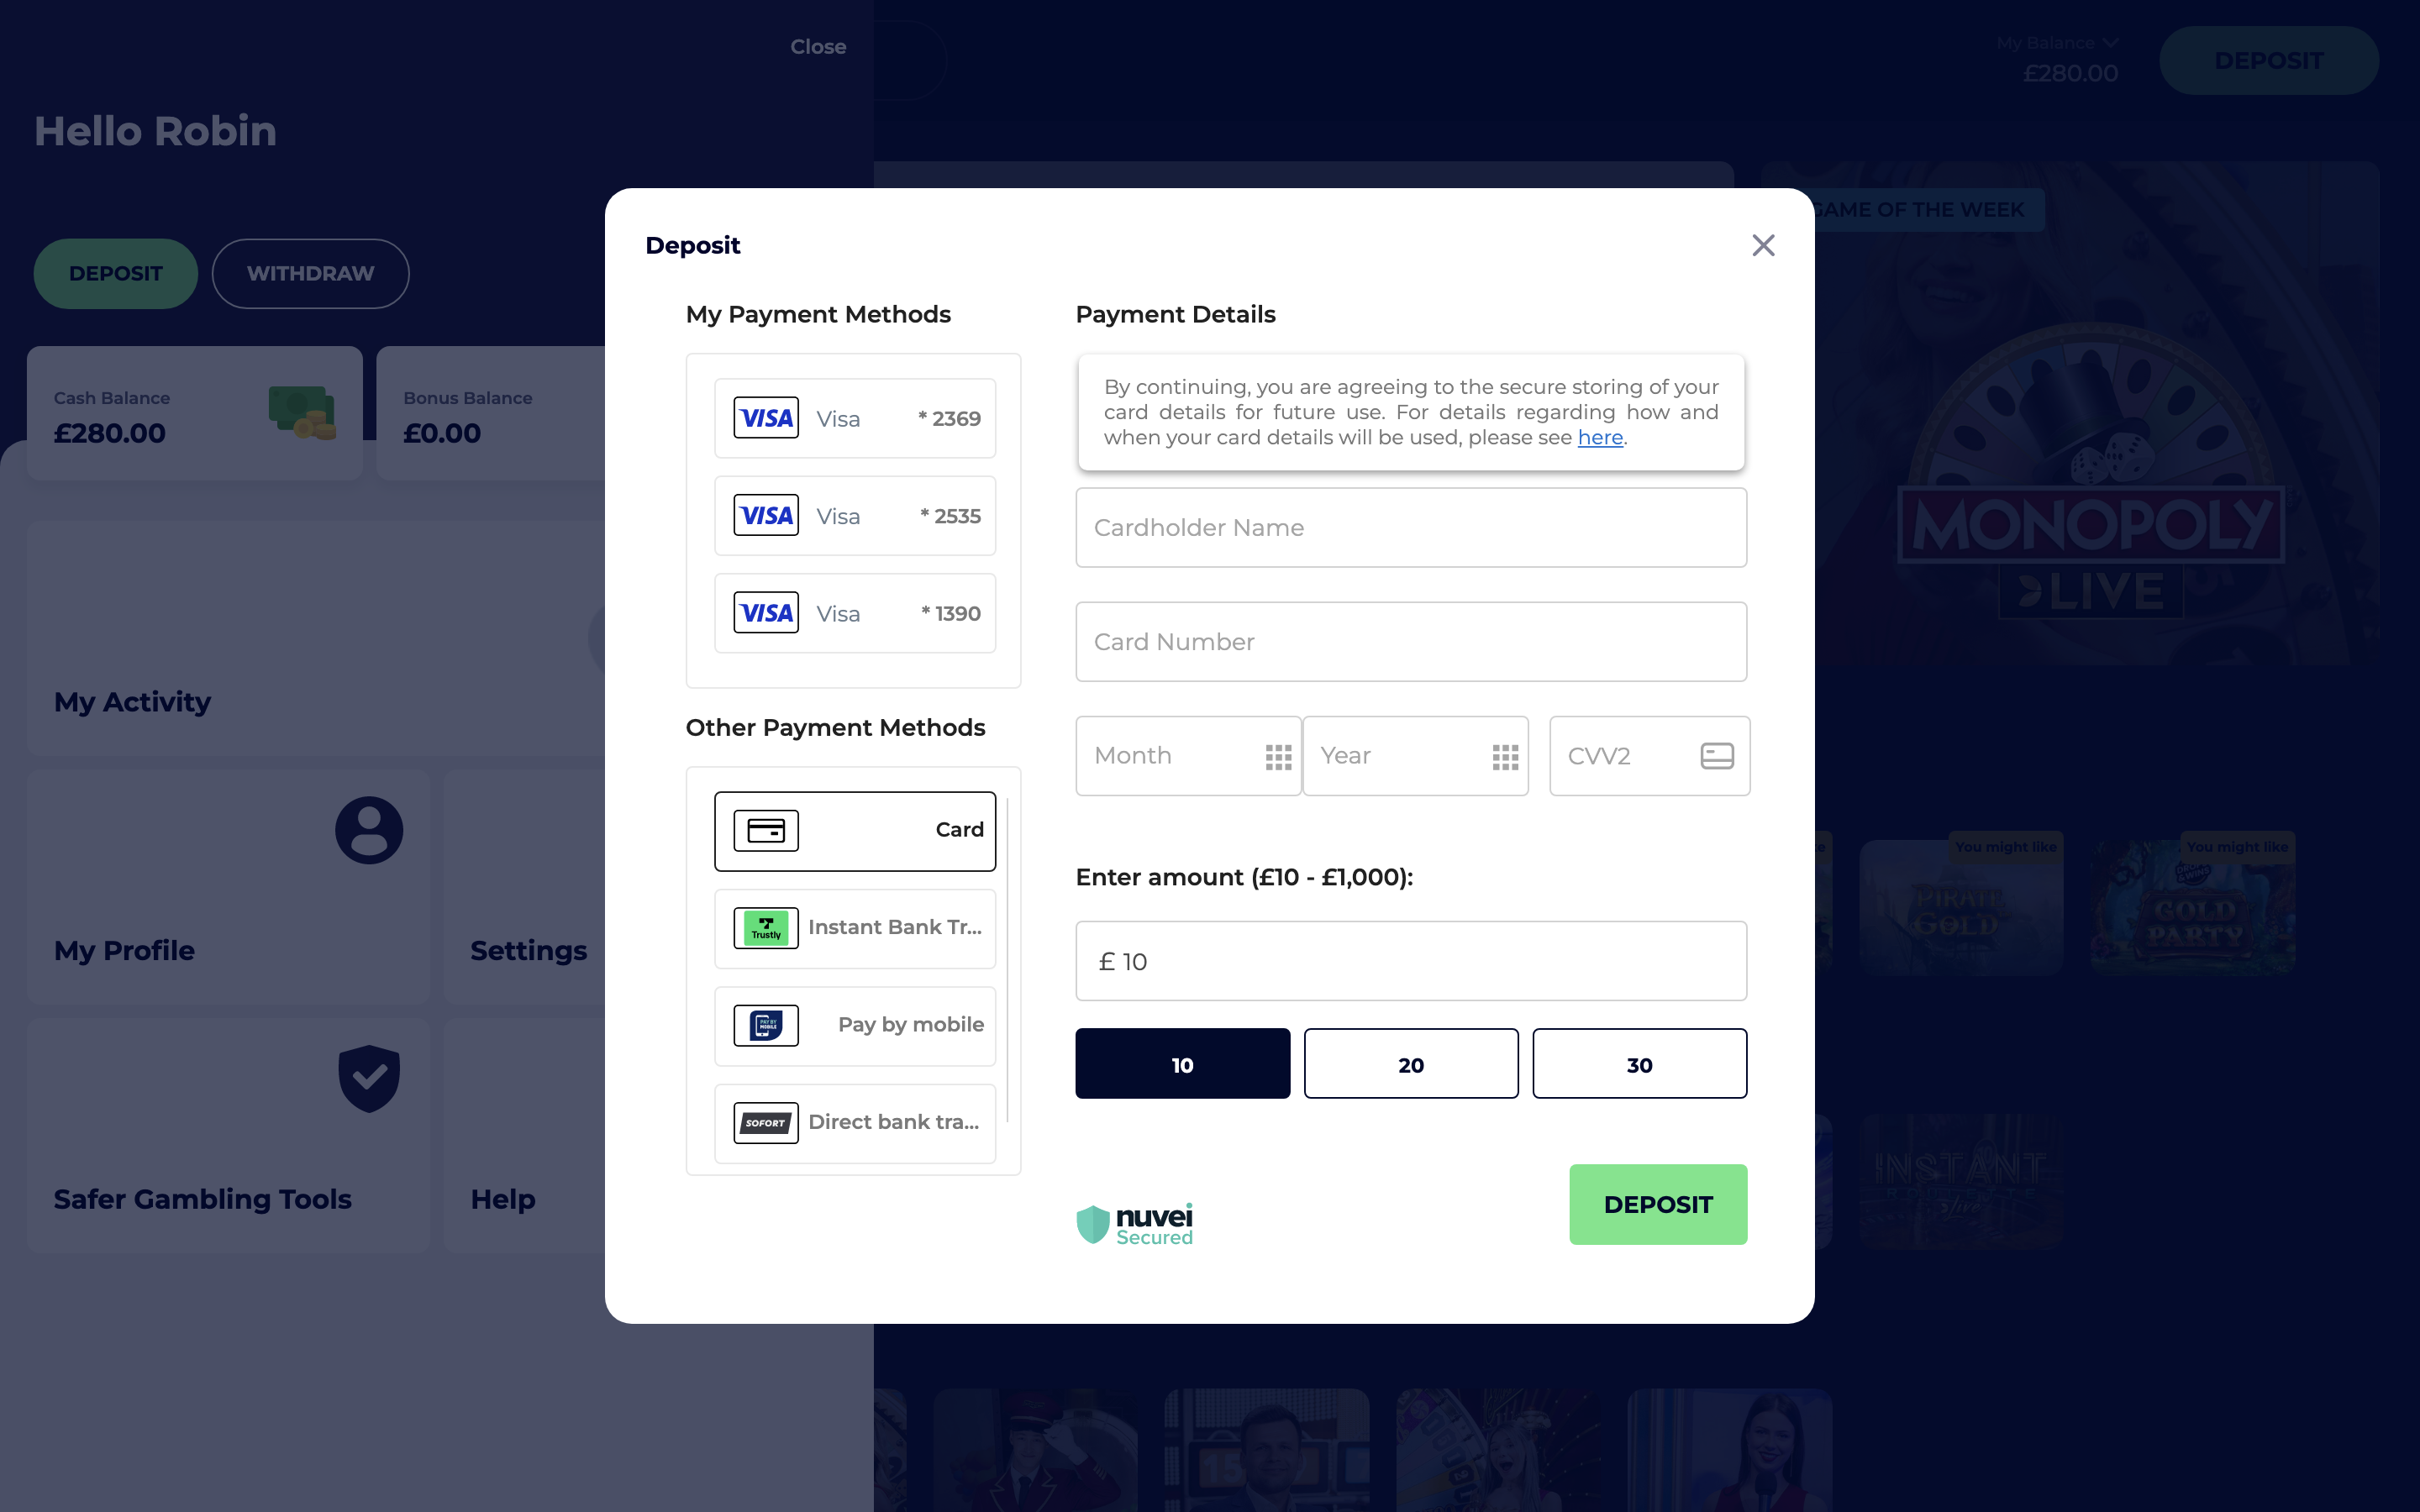 Close
My Balance
£280.00
DEPOSIT
Hello Robin
DEPOSIT
WITHDRAW
Cash Balance
£280.00
Bonus Balance
£0.00
My Activity
My Profile
Settings
Safer Gambling Tools
Help
Deposit
My Payment Methods
VISA Visa * 2369
VISA Visa * 2535
VISA Visa * 1390
Other Payment Methods
Card
Trustly Instant Bank Tr...
PAY BY MOBILE Pay by mobile
SOFORT Direct bank tra...
Payment Details
By continuing, you are agreeing to the secure storing of your
card details for future use. For details regarding how and
when your card details will be used, please see here.
Cardholder Name
Card Number
Month
Year
CVV2
Enter amount (£10 - £1,000):
£ 10
10
20
30
nuvei
Secured
DEPOSIT
GAME OF THE WEEK
MONOPOLY
LIVE
You might like
PIRATE
GOLD
You might like
GOLD
PARTY
INSTANT
ROULETTE